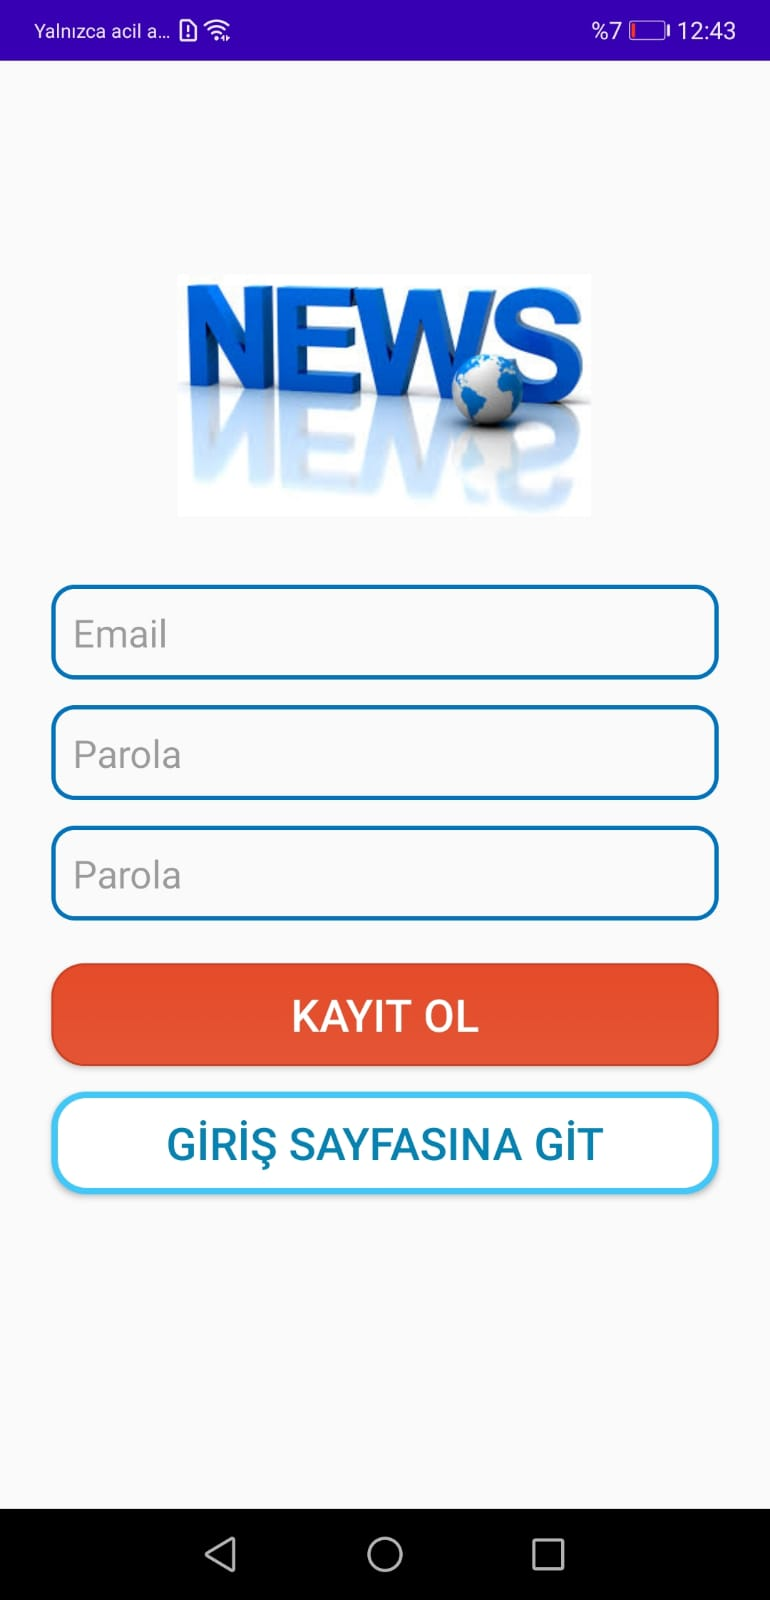 Yalnızca acil a... %7 12:43
NEWS
Email
Parola
Parola
KAYIT OL
GİRİŞ SAYFASINA GİT